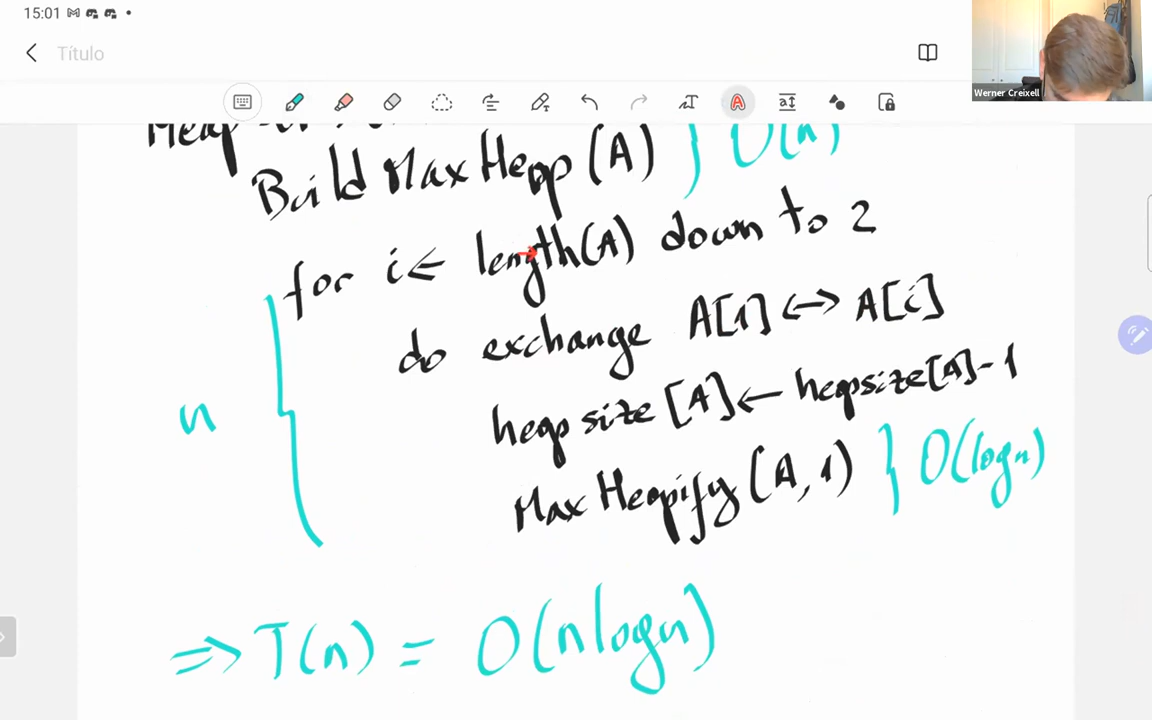 15:01
Título
Werner Creixell
Heap
Build Max Heap (A) } O(n)
for i ← length(A) down to 2
do exchange A[1] ↔ A[i]
n { heap size [A] ← heapsize[A]-1
Max Heapify (A, 1) } O(log n)
⇒ T(n) = O(n log n)